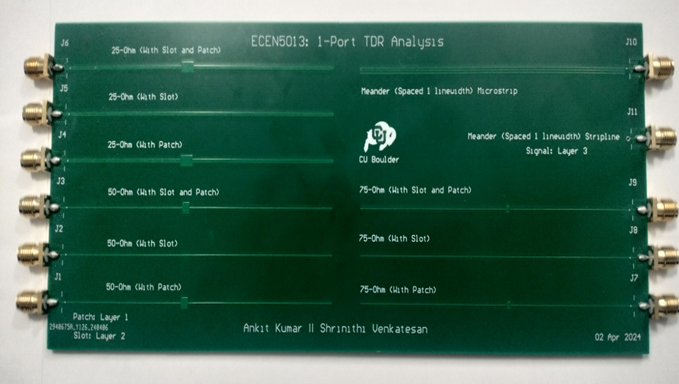 ECEN5013: 1-Port TDR Analysis
J6
25-Ohm (With Slot and Patch)
J5
25-Ohm (With Slot)
J4
25-Ohm (With Patch)
J3
50-Ohm (With Slot and Patch)
J2
50-Ohm (With Slot)
J1
50-Ohm (With Patch)
Patch: Layer 1
Slot: Layer 2
J10
Meander (Spaced 1 linewidth) Microstrip
J11
Meander (Spaced 1 linewidth) Stripline
Signal: Layer 3
CU
CU Boulder
J9
75-Ohm (With Slot and Patch)
J8
75-Ohm (With Slot)
J7
75-Ohm (With Patch)
Ankit Kumar || Shrinithi Venkatesan
02 Apr 2024